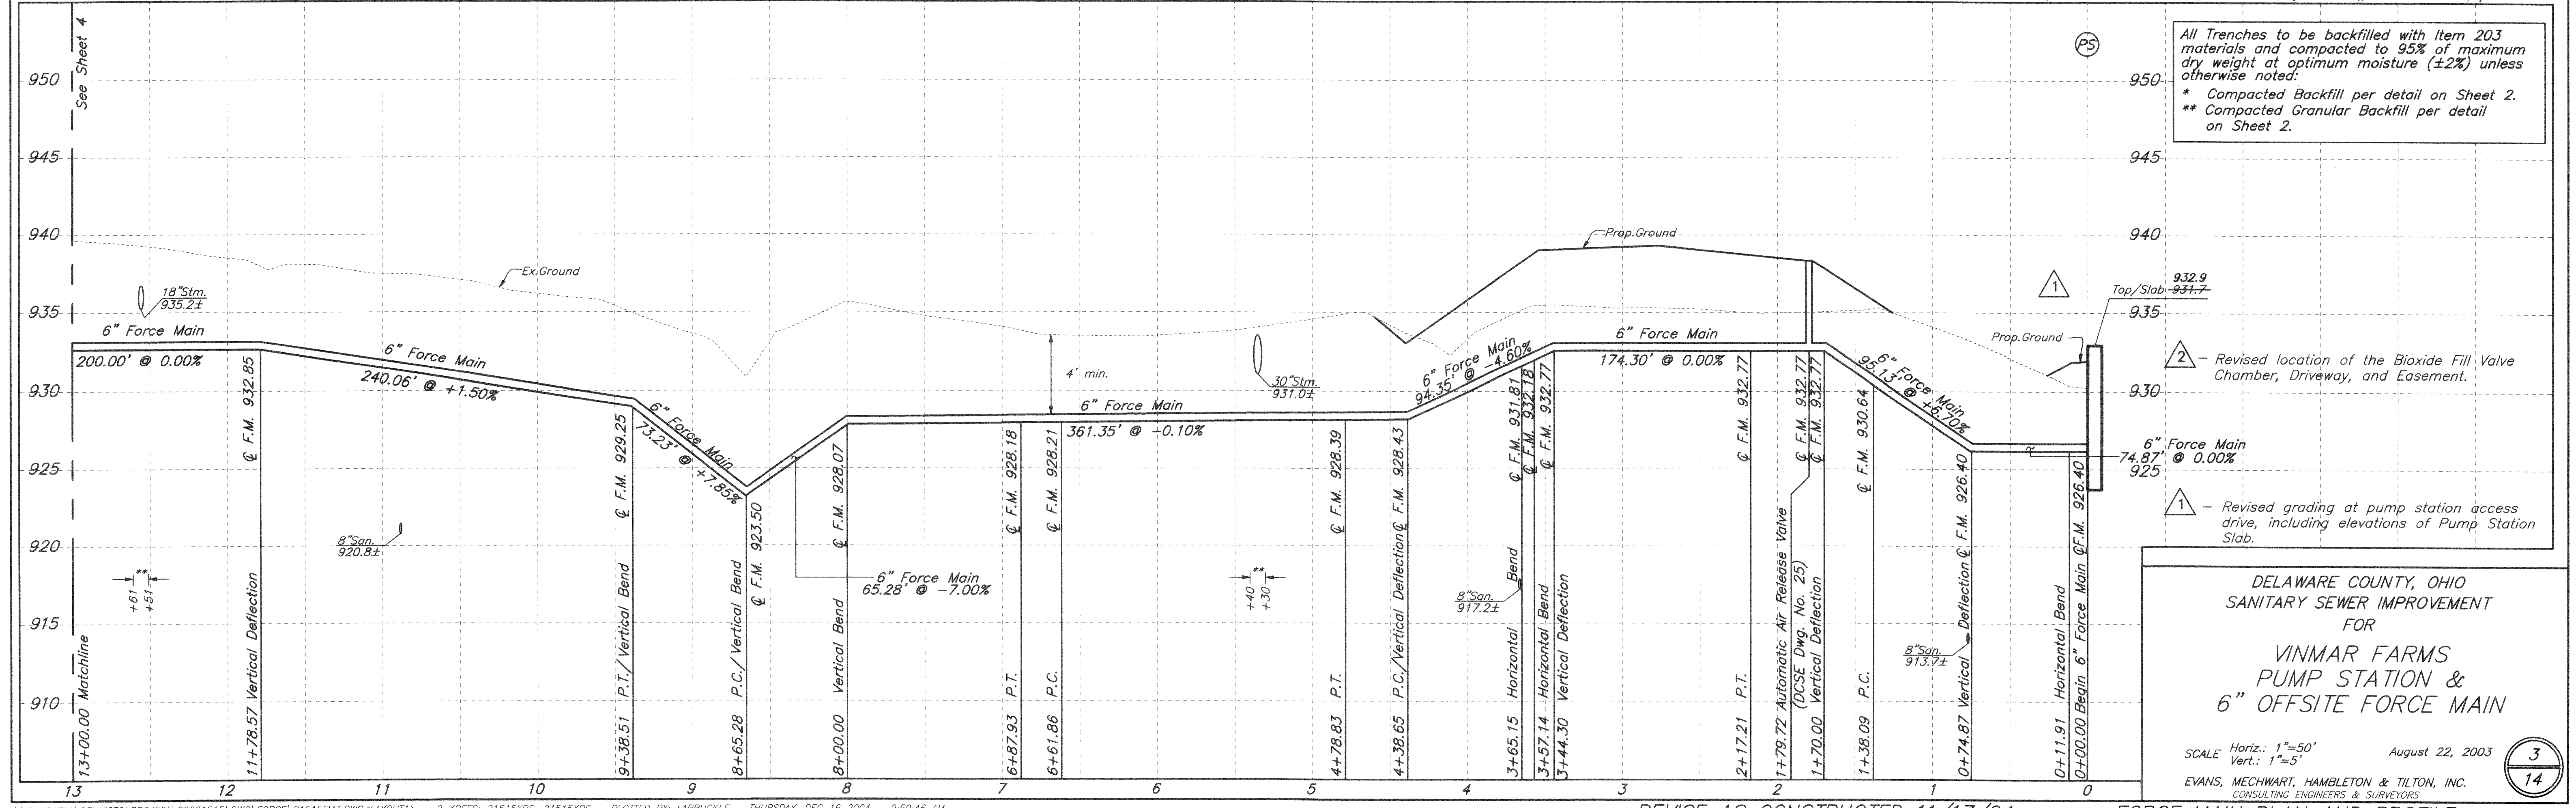 See Sheet 4
PS
All Trenches to be backfilled with Item 203
materials and compacted to 95% of maximum
dry weight at optimum moisture (±2%) unless
otherwise noted:
* Compacted Backfill per detail on Sheet 2.
** Compacted Granular Backfill per detail
on Sheet 2.
950
945
940
935
930
925
920
915
910
950
945
940
935
930
925
Ex.Ground
Prop.Ground
18"Stm.
935.2±
6" Force Main
200.00' @ 0.00%
6" Force Main
240.06' @ +1.50%
6" Force Main
73.23' @ +7.85%
4' min.
30"Stm.
931.0±
6" Force Main
361.35' @ -0.10%
6" Force Main
94.35' @ -4.60%
6" Force Main
174.30' @ 0.00%
6" Force Main
95.13' @ +6.70%
1
932.9
Top/Slab 931.7
Prop.Ground
2 - Revised location of the Bioxide Fill Valve
Chamber, Driveway, and Easement.
6" Force Main
74.87' @ 0.00%
1 - Revised grading at pump station access
drive, including elevations of Pump Station
Slab.
8"San.
920.8±
6" Force Main
65.28' @ -7.00%
8"San.
917.2±
8"San.
913.7±
**
+61
+51
**
+40
+30
13+00.00 Matchline
11+78.57 Vertical Deflection ℄ F.M. 932.85
9+38.51 P.T./Vertical Bend ℄ F.M. 929.25
8+65.28 P.C./Vertical Bend ℄ F.M. 923.50
8+00.00 Vertical Bend ℄ F.M. 928.07
6+87.93 P.T. ℄ F.M. 928.18
6+61.86 P.C. ℄ F.M. 928.21
4+78.83 P.T. ℄ F.M. 928.39
4+38.65 P.C./Vertical Deflection ℄ F.M. 928.43
3+65.15 Horizontal Bend ℄ F.M. 931.81
3+57.14 Horizontal Bend ℄ F.M. 932.18
3+44.30 Vertical Deflection ℄ F.M. 932.77
2+17.21 P.T. ℄ F.M. 932.77
1+79.72 Automatic Air Release Valve ℄ F.M. 932.77
(DCSE Dwg. No. 25)
1+70.00 Vertical Deflection ℄ F.M. 932.77
1+38.09 P.C. ℄ F.M. 930.64
0+74.87 Vertical Deflection ℄ F.M. 926.40
0+11.91 Horizontal Bend
0+00.00 Begin 6" Force Main ℄ F.M. 926.40
13 12 11 10 9 8 7 6 5 4 3 2 1 0
DELAWARE COUNTY, OHIO
SANITARY SEWER IMPROVEMENT
FOR
VINMAR FARMS
PUMP STATION &
6" OFFSITE FORCE MAIN
SCALE Horiz.: 1"=50'
Vert.: 1"=5'
August 22, 2003
3
14
EVANS, MECHWART, HAMBLETON & TILTON, INC.
CONSULTING ENGINEERS & SURVEYORS